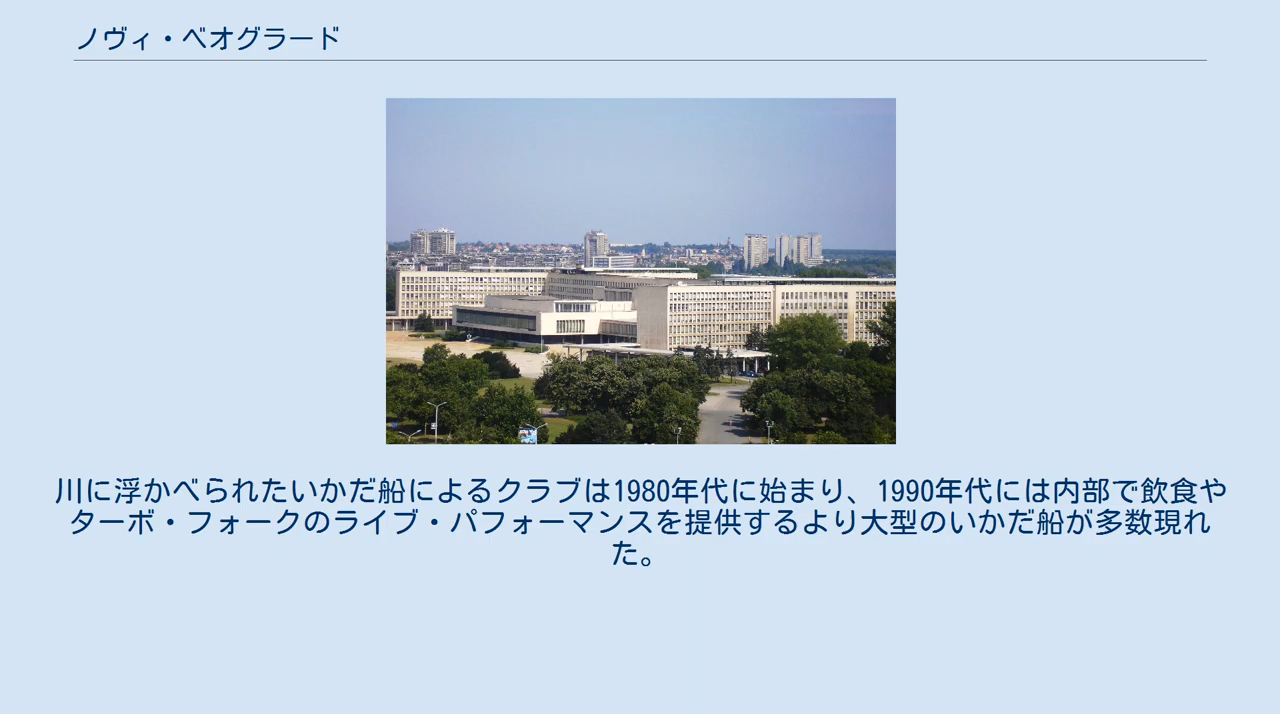 ノヴィ・ベオグラード
川に浮かべられたいかだ船によるクラブは1980年代に始まり、1990年代には内部で飲食や
ターボ・フォークのライブ・パフォーマンスを提供するより大型のいかだ船が多数現れ
た。